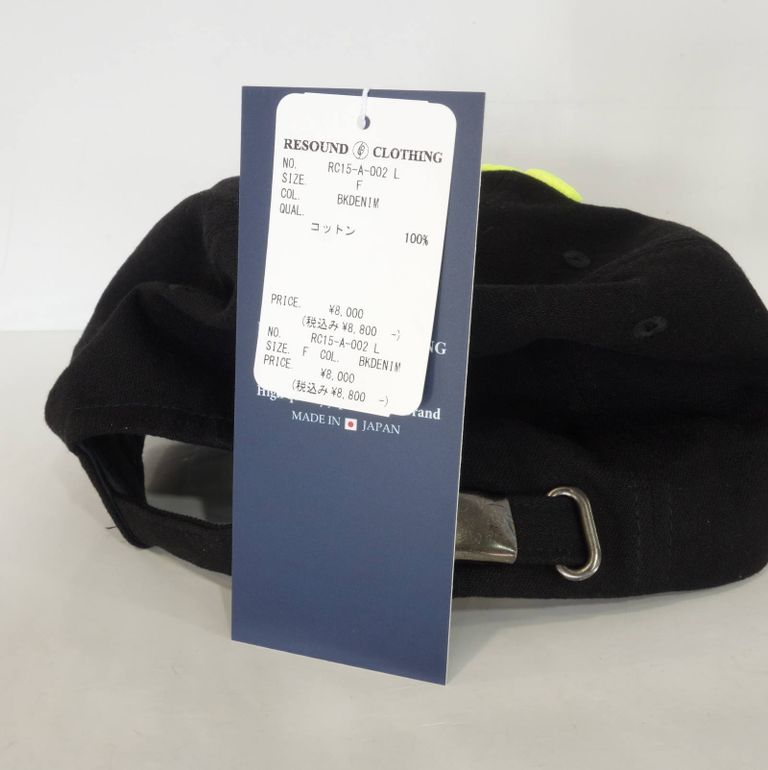 RESOUND CLOTHING
NO. RC15-A-002 L
SIZE. F
COL. BKDENIM
QUAL.
コットン 100%
PRICE. ¥8,000
(税込み ¥8,800 -)
NO. RC15-A-002 L
SIZE. F COL. BKDENIM
PRICE. ¥8,000
(税込み ¥8,800 -)
NG
MADE IN JAPAN